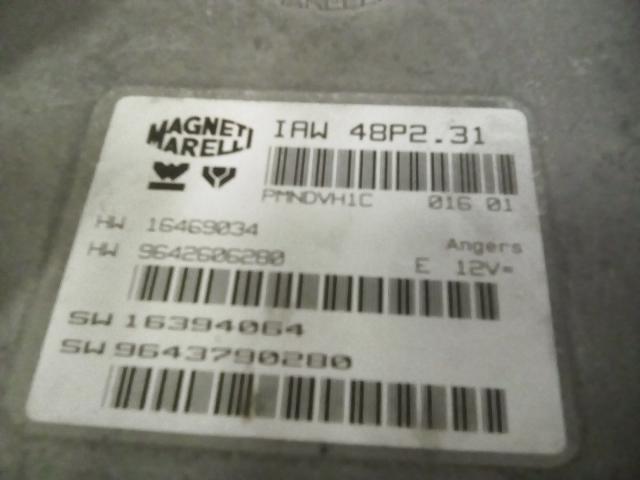 MAGNETI MARELLI
IAW 48P2.31
PMNDVH1C 016 01
HW 16469034
Angers
HW 9642606280
E 12V=
SW 16394064
SW 9643790280